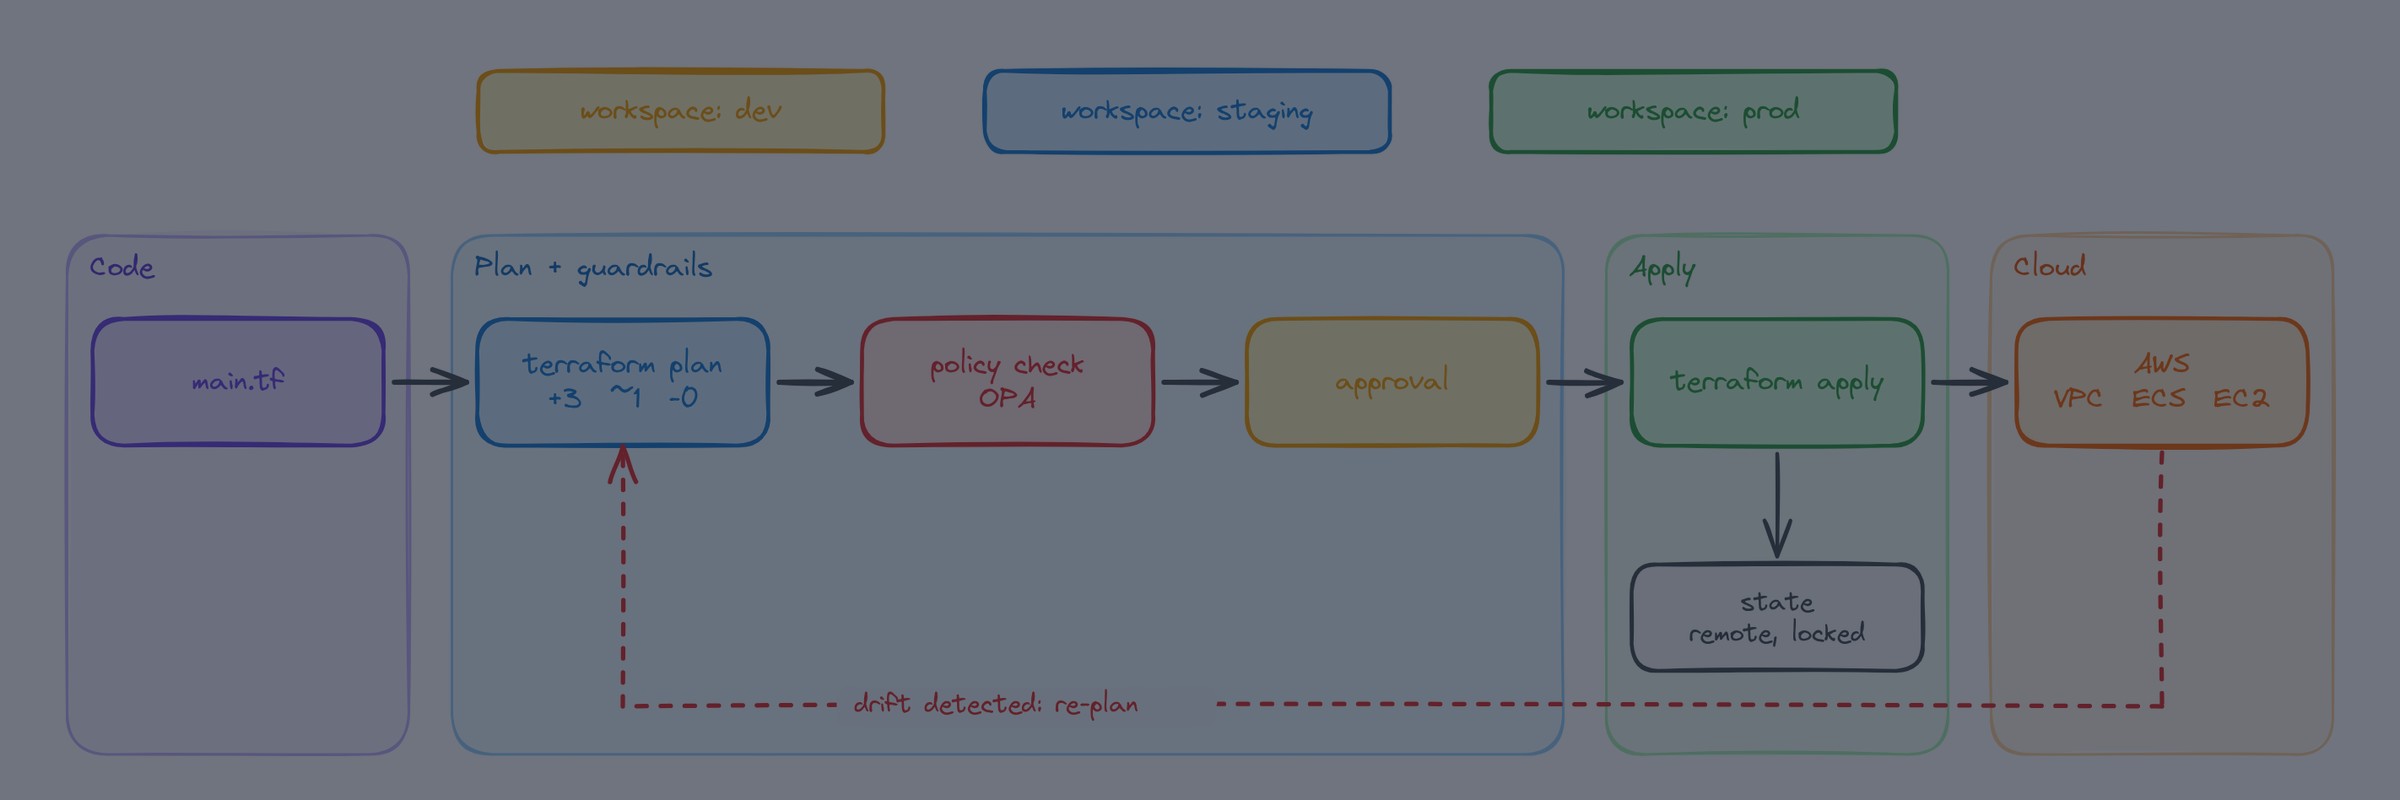 workspace: dev
workspace: staging
workspace: prod
Code
main.tf
Plan + guardrails
terraform plan
+3 ~1 -0
policy check
OPA
approval
Apply
terraform apply
state
remote, locked
Cloud
AWS
VPC ECS EC2
drift detected: re-plan